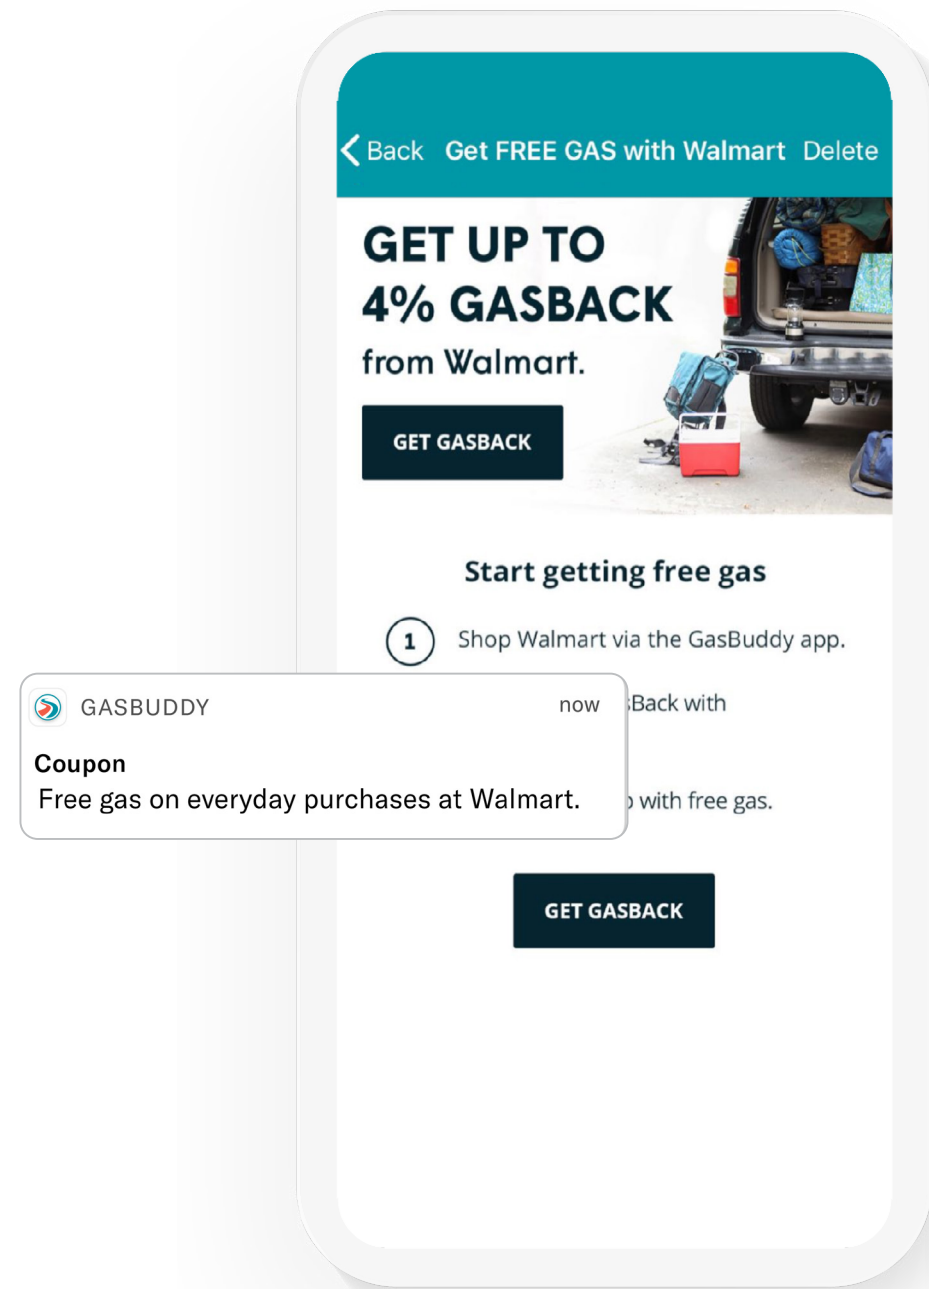 Back Get FREE GAS with Walmart Delete
GET UP TO
4% GASBACK
from Walmart.
GET GASBACK
Start getting free gas
1 Shop Walmart via the GasBuddy app.
Back with
with free gas.
GASBUDDY now
Coupon
Free gas on everyday purchases at Walmart.
GET GASBACK